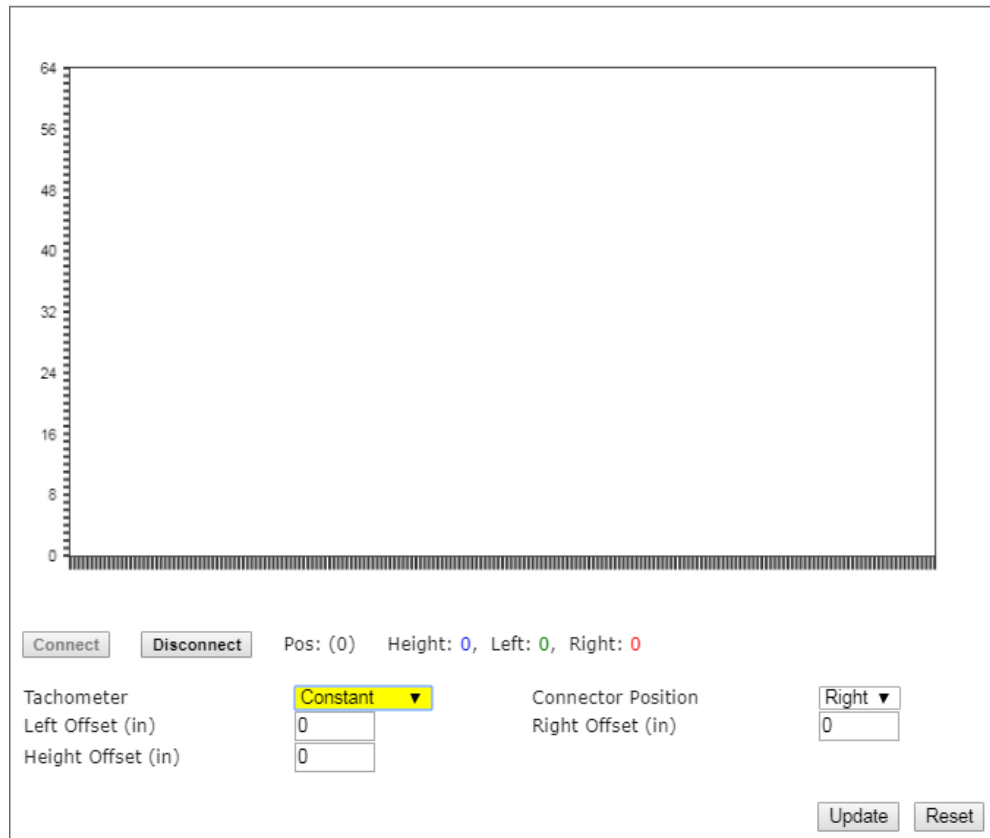 64
56
48
40
32
24
16
8
0
Connect Disconnect Pos: (0) Height: 0, Left: 0, Right: 0
Tachometer Constant ▼ Connector Position Right ▼
Left Offset (in) 0 Right Offset (in) 0
Height Offset (in) 0
Update Reset